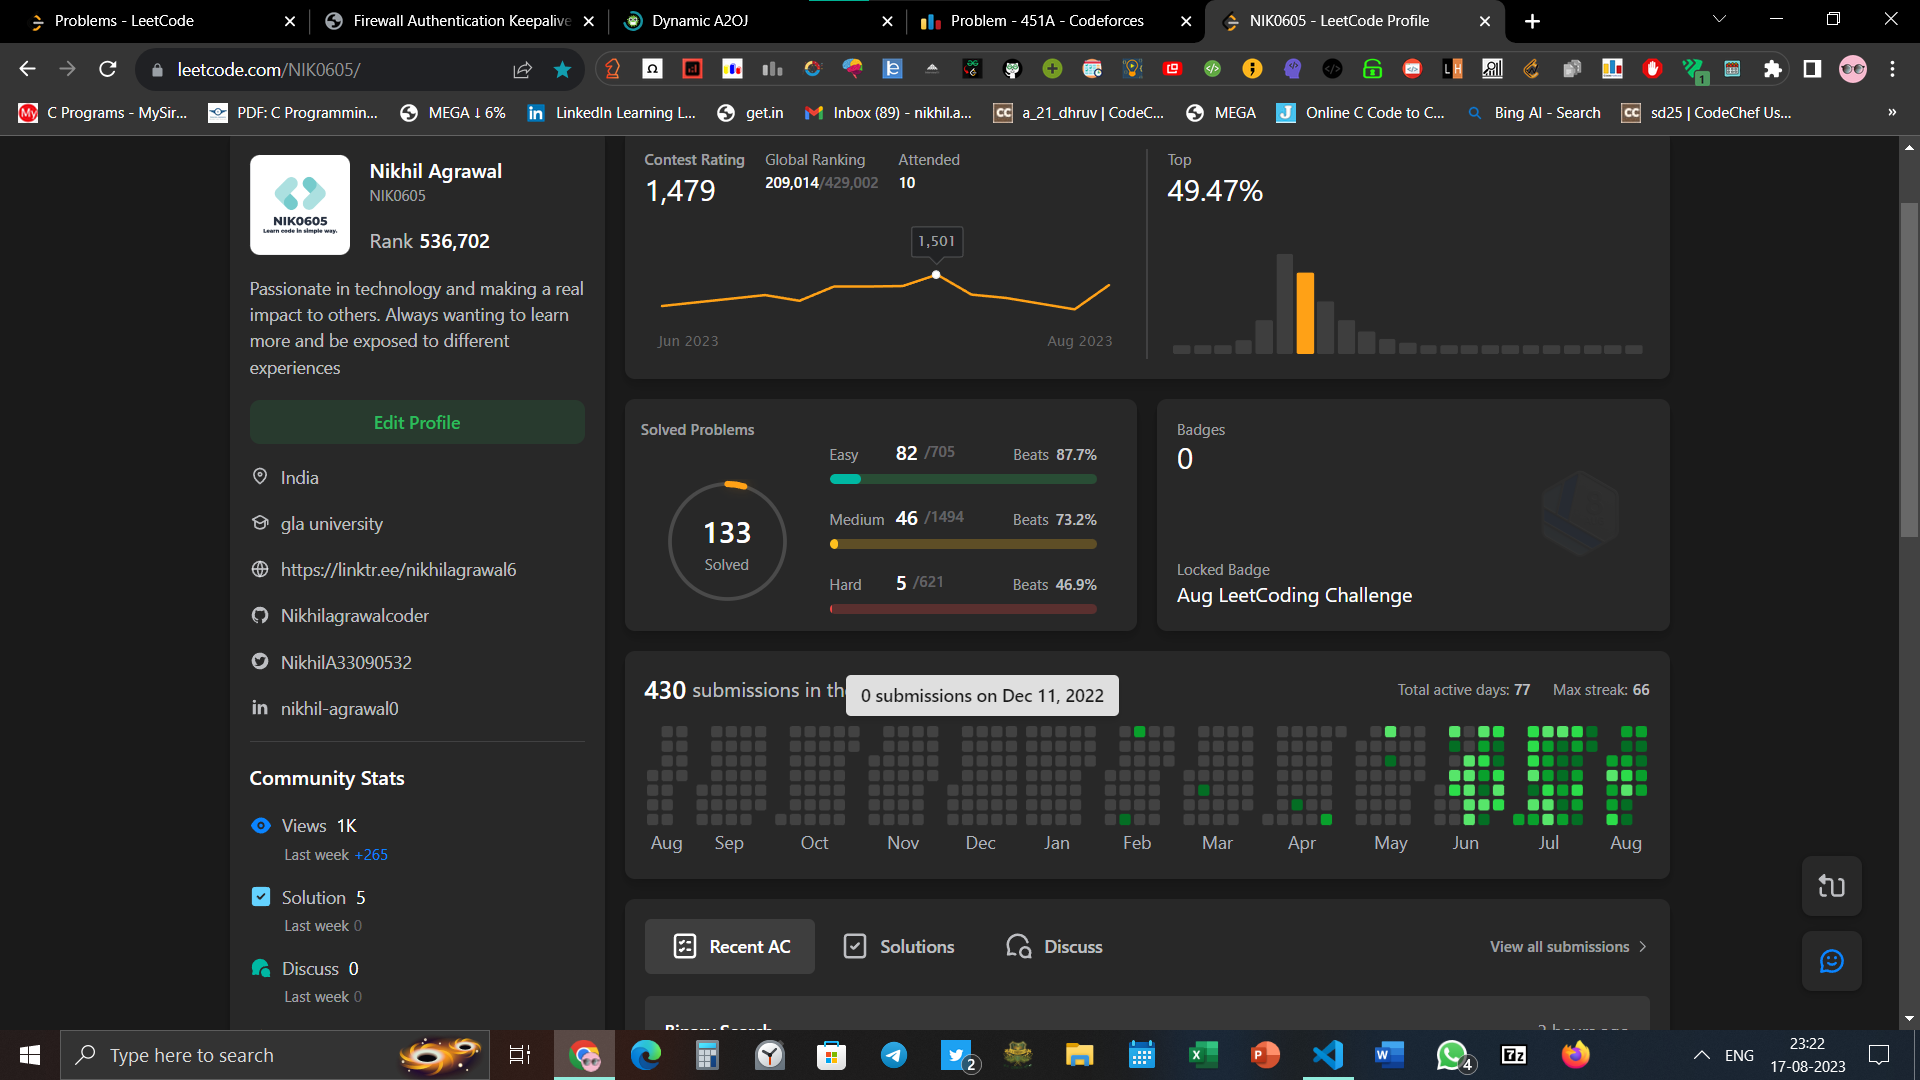 Problems - LeetCode
Firewall Authentication Keepalive
Dynamic A2OJ
Problem - 451A - Codeforces
NIK0605 - LeetCode Profile
leetcode.com/NIK0605/
1
C Programs - MySir...
PDF: C Programmin...
MEGA ↓ 6%
LinkedIn Learning L...
get.in
Inbox (89) - nikhil.a...
a_21_dhruv | CodeC...
MEGA
Online C Code to C...
Bing AI - Search
sd25 | CodeChef Us...
»
NIK0605
Learn code in simple way.
Nikhil Agrawal
NIK0605
Rank 536,702
Passionate in technology and making a real
impact to others. Always wanting to learn
more and be exposed to different
experiences
Edit Profile
India
gla university
https://linktr.ee/nikhilagrawal6
Nikhilagrawalcoder
NikhilA33090532
nikhil-agrawal0
Community Stats
Views 1K
Last week +265
Solution 5
Last week 0
Discuss 0
Last week 0
Contest Rating
1,479
Global Ranking
209,014/429,002
Attended
10
1,501
Jun 2023
Aug 2023
Top
49.47%
Solved Problems
133
Solved
Easy 82 /705 Beats 87.7%
Medium 46 /1494 Beats 73.2%
Hard 5 /621 Beats 46.9%
Badges
0
Locked Badge
Aug LeetCoding Challenge
430 submissions in the
0 submissions on Dec 11, 2022
Total active days: 77 Max streak: 66
Aug Sep Oct Nov Dec Jan Feb Mar Apr May Jun Jul Aug
Recent AC
Solutions
Discuss
View all submissions
Binary Search
2 hours ago
Type here to search
2
4
7z
ENG
23:22
17-08-2023